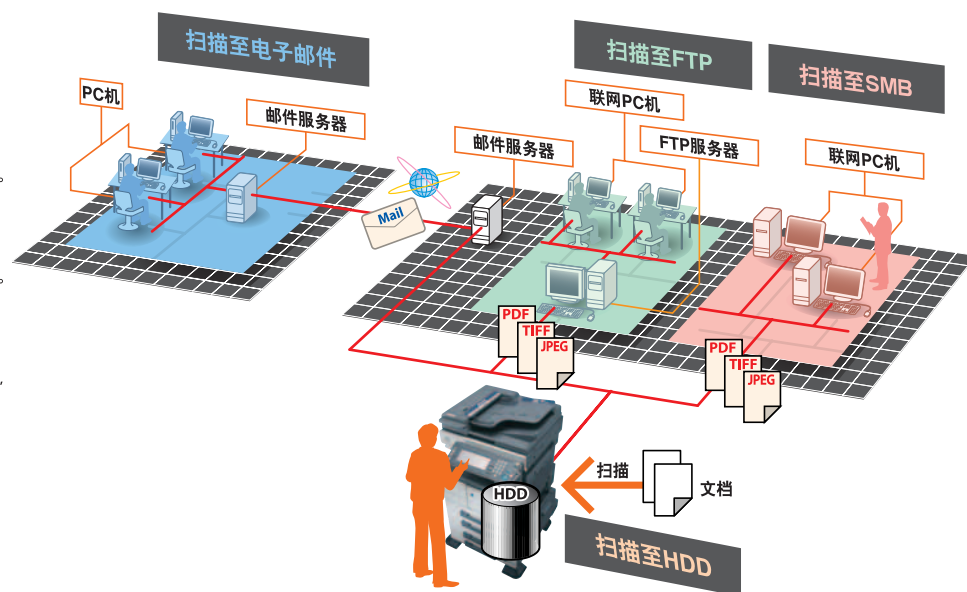 扫描至电子邮件
扫描至FTP
扫描至SMB
PC机
邮件服务器
邮件服务器
联网PC机
FTP服务器
联网PC机
Mail
。
。
PDF
TIFF
JPEG
PDF
TIFF
JPEG
,
扫描
文档
HDD
扫描至HDD